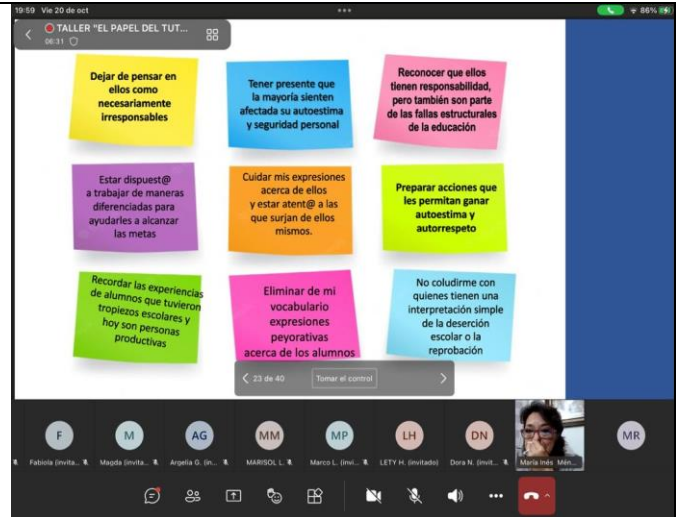 19:59 Vie 20 de oct
86%
TALLER "EL PAPEL DEL TUT...
06:31
Dejar de pensar en
ellos como
necesariamente
irresponsables
Tener presente que
la mayoría sienten
afectada su autoestima
y seguridad personal
Reconocer que ellos
tienen responsabilidad,
pero también son parte
de las fallas estructurales
de la educación
Estar dispuest@
a trabajar de maneras
diferenciadas para
ayudarles a alcanzar
las metas
Cuidar mis expresiones
acerca de ellos
y estar atent@ a las
que surjan de ellos
mismos.
Preparar acciones que
les permitan ganar
autoestima y
autorrespeto
Recordar las experiencias
de alumnos que tuvieron
tropiezos escolares y
hoy son personas
productivas
Eliminar de mi
vocabulario
expresiones
peyorativas
acerca de los alumnos
No coludirme con
quienes tienen una
interpretación simple
de la deserción
escolar o la
reprobación
23 de 40
Tomar el control
F
M
AG
MM
MP
LH
DN
MR
Fabiola (invita...
Magda (invita...
Argelia G. (in...
MARISOL L.
Marco L. (invi...
LETY H. (invitado)
Dora N. (invit...
María Inés Mén...